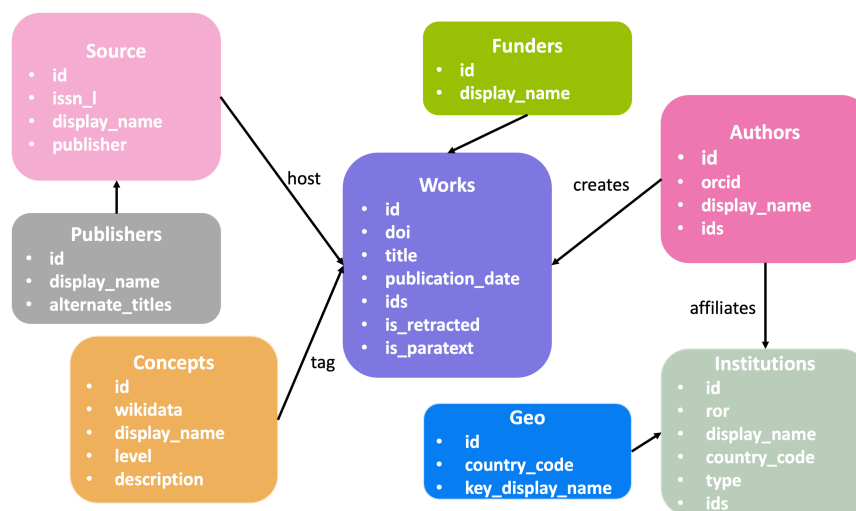 Source
• id
• issn_l
• display_name
• publisher
Funders
• id
• display_name
Authors
• id
• orcid
• display_name
• ids
host
creates
Works
• id
• doi
• title
• publication_date
• ids
• is_retracted
• is_paratext
Publishers
• id
• display_name
• alternate_titles
affiliates
tag
Concepts
• id
• wikidata
• display_name
• level
• description
Geo
• id
• country_code
• key_display_name
Institutions
• id
• ror
• display_name
• country_code
• type
• ids